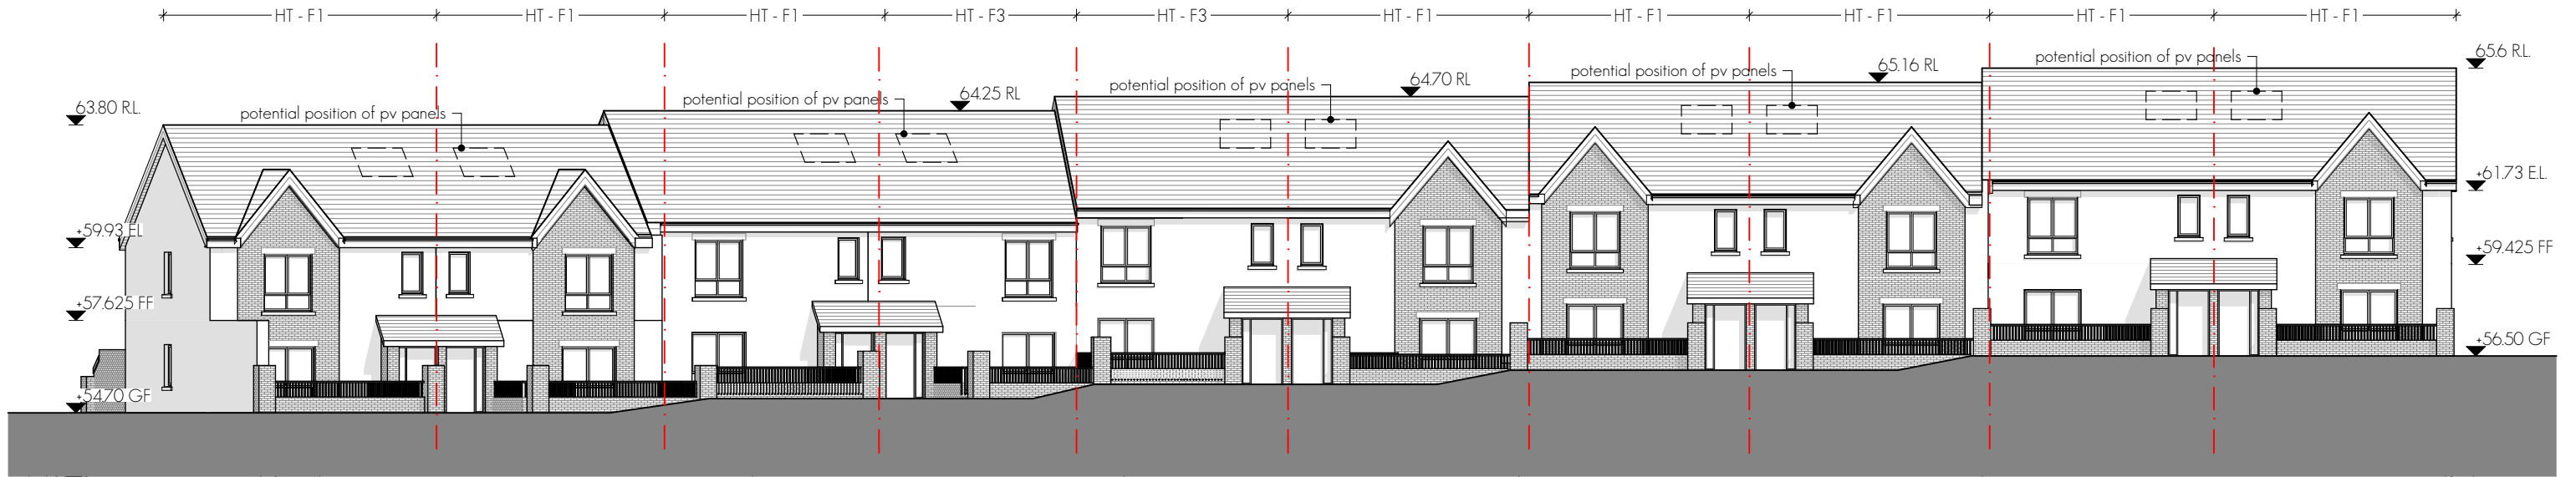 HT - F1 HT - F1 HT - F1 HT - F3 HT - F3 HT - F1 HT - F1 HT - F1 HT - F1 HT - F1
65.6 R.L.
potential position of pv panels
65.16 RL
potential position of pv panels
64.70 RL
potential position of pv panels
64.25 RL
potential position of pv panels
63.80 R.L.
potential position of pv panels
+61.73 E.L.
+59.93 EL
+59.425 FF
+57.625 FF
+56.50 GF
+54.70 GF